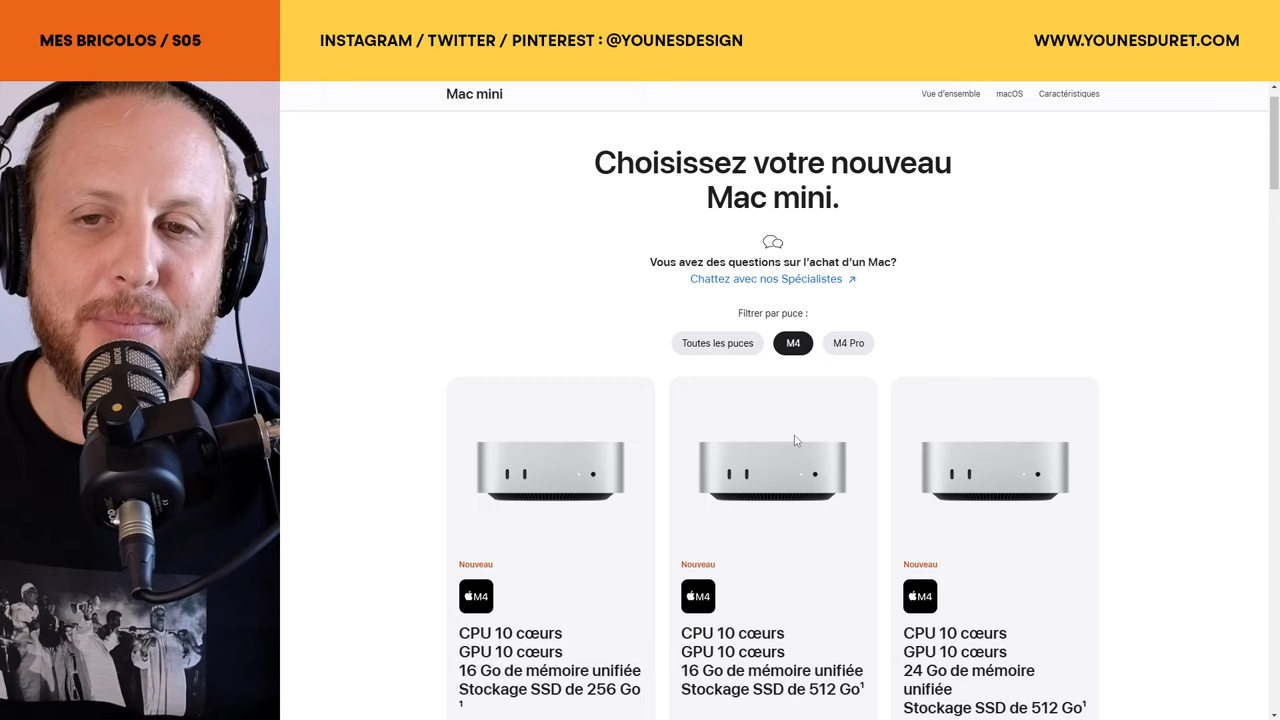 MES BRICOLOS / S05
INSTAGRAM / TWITTER / PINTEREST : @YOUNESDESIGN
WWW.YOUNESDURET.COM
Mac mini
Vue d'ensemble
macOS
Caractéristiques
Choisissez votre nouveau
Mac mini.
Vous avez des questions sur l'achat d'un Mac?
Chattez avec nos Spécialistes ↗
Filtrer par puce :
Toutes les puces
M4
M4 Pro
Nouveau
M4
CPU 10 cœurs
GPU 10 cœurs
16 Go de mémoire unifiée
Stockage SSD de 256 Go
¹
Nouveau
M4
CPU 10 cœurs
GPU 10 cœurs
16 Go de mémoire unifiée
Stockage SSD de 512 Go¹
Nouveau
M4
CPU 10 cœurs
GPU 10 cœurs
24 Go de mémoire
unifiée
Stockage SSD de 512 Go¹
RØDE